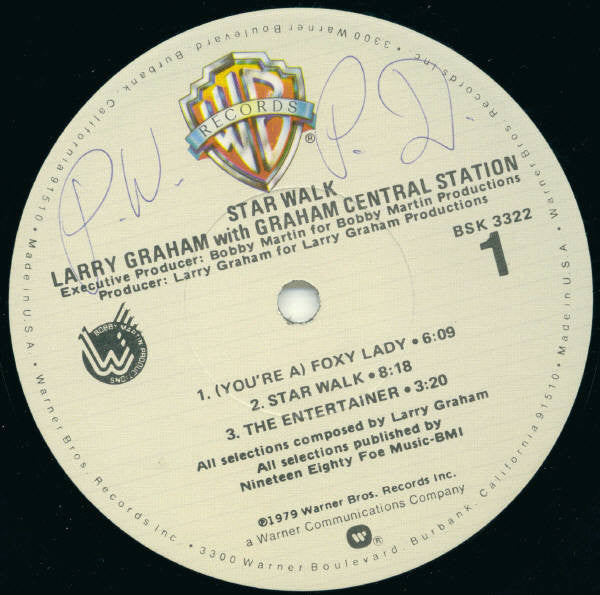 3300 Warner Boulevard, Burbank, California 91510 • Made in U.S.A. • Warner Bros. Records Inc. • 3300 Warner Boulevard, Burbank, California 91510 • Made in U.S.A. • Warner Bros. Records Inc. •
WB
RECORDS
®
P.W. P.D.
STAR WALK
LARRY GRAHAM with GRAHAM CENTRAL STATION
Executive Producer: Bobby Martin for Bobby Martin Productions
Producer: Larry Graham for Larry Graham Productions
BSK 3322
1
BOBBY MARTIN PRODUCTIONS
1. (YOU'RE A) FOXY LADY • 6:09
2. STAR WALK • 8:18
3. THE ENTERTAINER • 3:20
All selections composed by Larry Graham
All selections published by
Nineteen Eighty Foe Music-BMI
℗1979 Warner Bros. Records Inc.
a Warner Communications Company
®